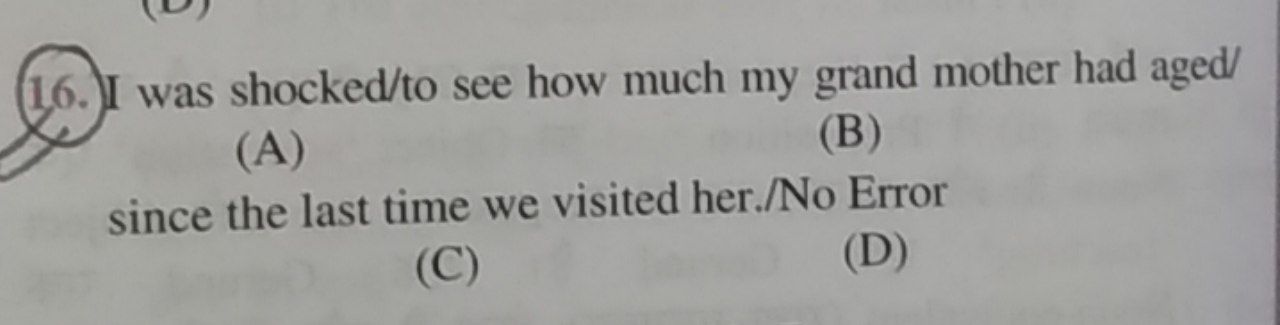 (D)
16. I was shocked/to see how much my grand mother had aged/
(A) (B)
since the last time we visited her./No Error
(C) (D)